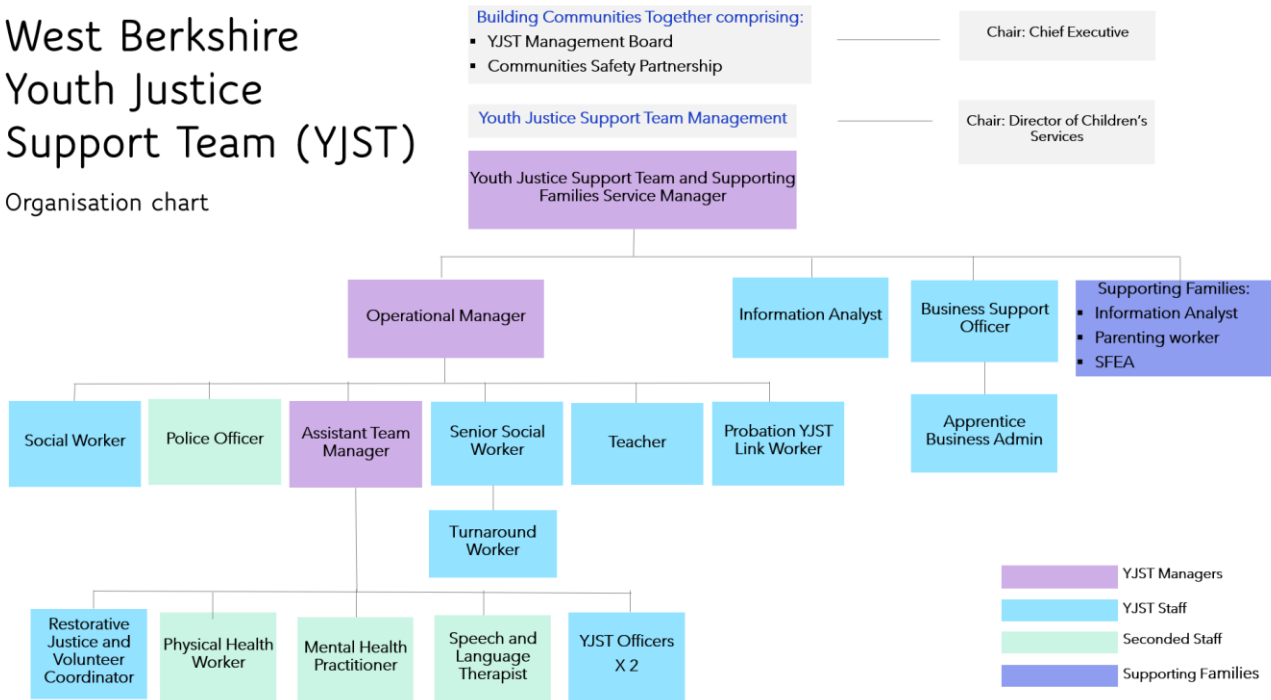 West Berkshire
Youth Justice
Support Team (YJST)
Organisation chart
Building Communities Together comprising:
▪ YJST Management Board
▪ Communities Safety Partnership
Chair: Chief Executive
Youth Justice Support Team Management
Chair: Director of Children's
Services
Youth Justice Support Team and Supporting
Families Service Manager
Operational Manager
Information Analyst
Business Support
Officer
Supporting Families:
▪ Information Analyst
▪ Parenting worker
▪ SFEA
Social Worker
Police Officer
Assistant Team
Manager
Senior Social
Worker
Teacher
Probation YJST
Link Worker
Apprentice
Business Admin
Turnaround
Worker
Restorative
Justice and
Volunteer
Coordinator
Physical Health
Worker
Mental Health
Practitioner
Speech and
Language
Therapist
YJST Officers
X 2
YJST Managers
YJST Staff
Seconded Staff
Supporting Families